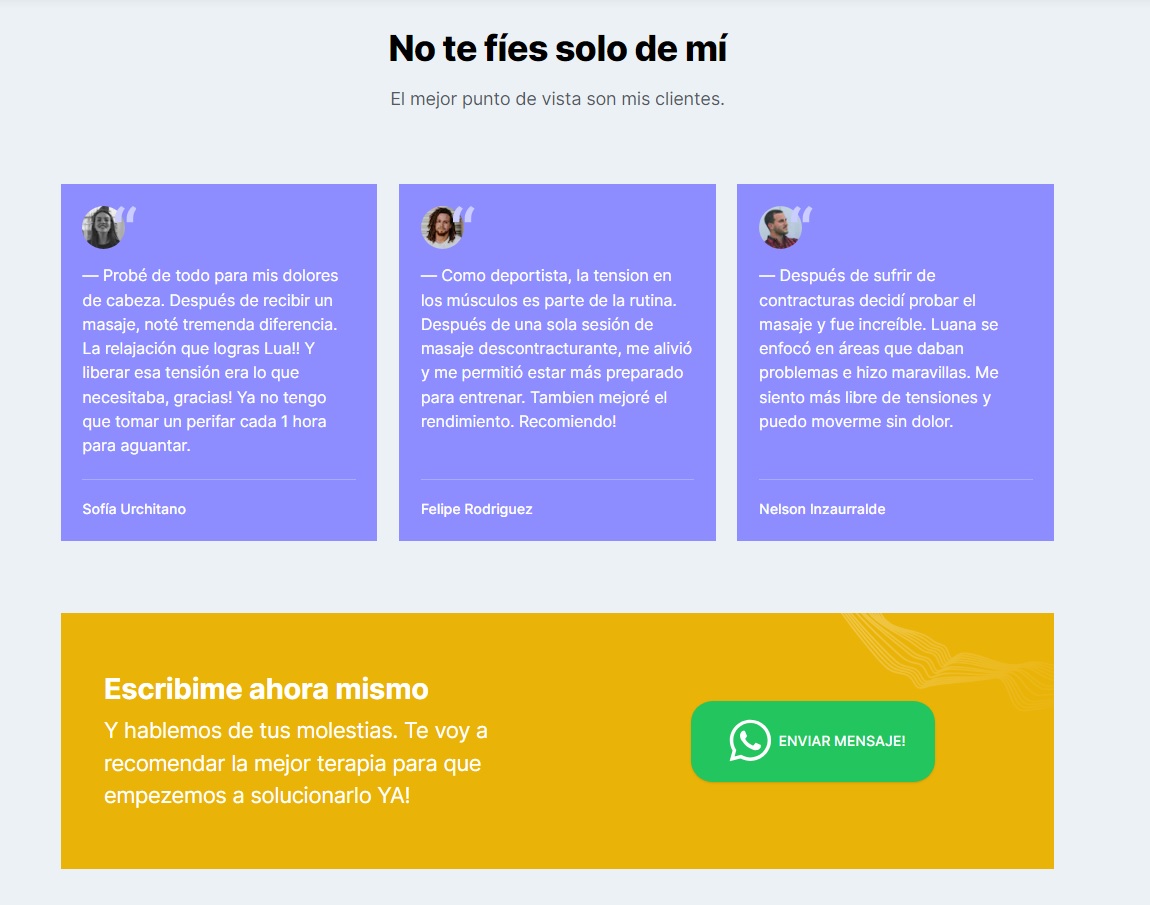 No te fíes solo de mí
El mejor punto de vista son mis clientes.
“
— Probé de todo para mis dolores
de cabeza. Después de recibir un
masaje, noté tremenda diferencia.
La relajación que logras Lua!! Y
liberar esa tensión era lo que
necesitaba, gracias! Ya no tengo
que tomar un perifar cada 1 hora
para aguantar.
Sofía Urchitano
“
— Como deportista, la tension en
los músculos es parte de la rutina.
Después de una sola sesión de
masaje descontracturante, me alivió
y me permitió estar más preparado
para entrenar. Tambien mejoré el
rendimiento. Recomiendo!
Felipe Rodriguez
“
— Después de sufrir de
contracturas decidí probar el
masaje y fue increíble. Luana se
enfocó en áreas que daban
problemas e hizo maravillas. Me
siento más libre de tensiones y
puedo moverme sin dolor.
Nelson Inzaurralde
Escribime ahora mismo
Y hablemos de tus molestias. Te voy a
recomendar la mejor terapia para que
empezemos a solucionarlo YA!
ENVIAR MENSAJE!